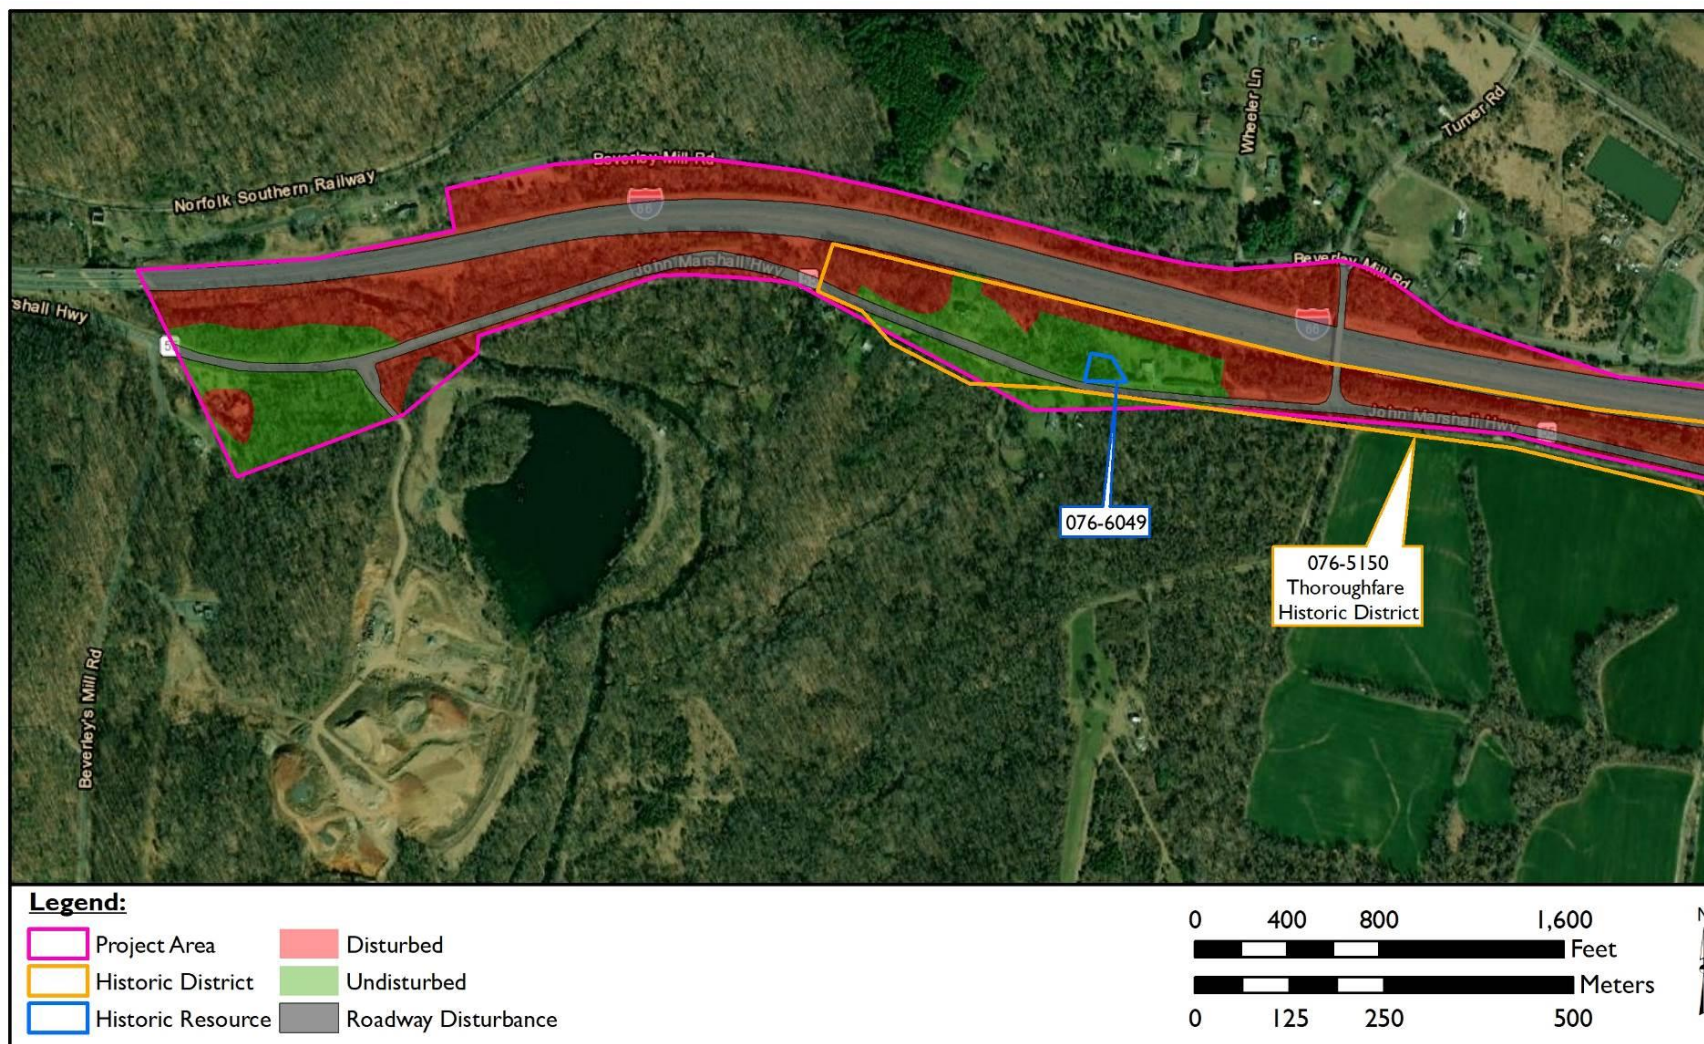 Wheeler Ln
Turner Rd
Beverley Mill Rd
Norfolk Southern Railway
66
John Marshall Hwy
Beverley Mill Rd
66
shall Hwy
John Marshall Hwy
076-6049
076-5150
Thoroughfare
Historic District
Beverley's Mill Rd
Legend:
Project Area
Disturbed
Historic District
Undisturbed
Historic Resource
Roadway Disturbance
0 400 800 1,600
Feet
Meters
0 125 250 500
N